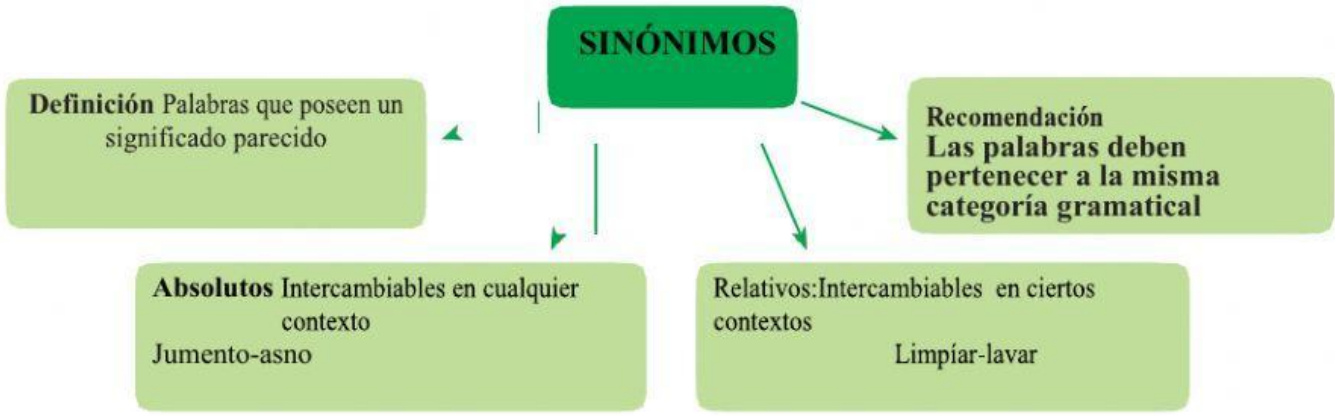 SINÓNIMOS
Definición Palabras que poseen un
significado parecido
Recomendación
Las palabras deben
pertenecer a la misma
categoría gramatical
Absolutos Intercambiables en cualquier
contexto
Jumento-asno
Relativos:Intercambiables en ciertos
contextos
Limpíar-lavar